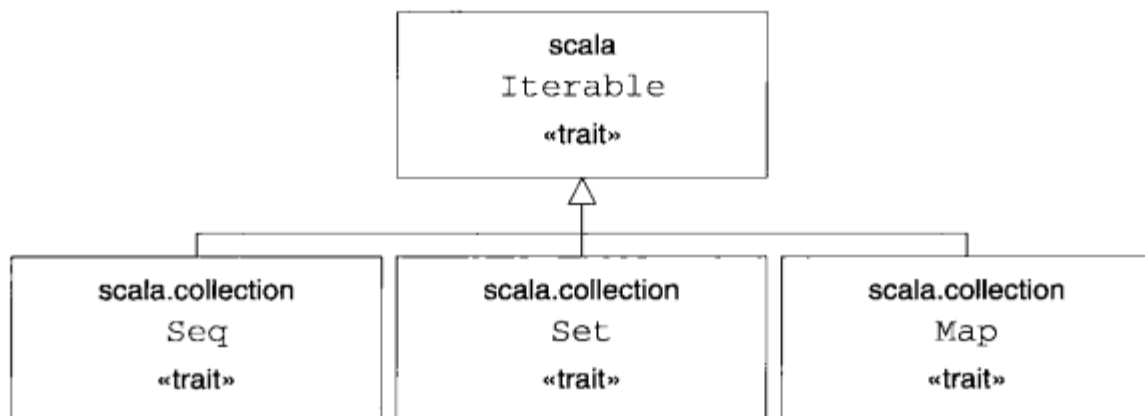 scala
Iterable
«trait»
scala.collection
Seq
«trait»
scala.collection
Set
«trait»
scala.collection
Map
«trait»